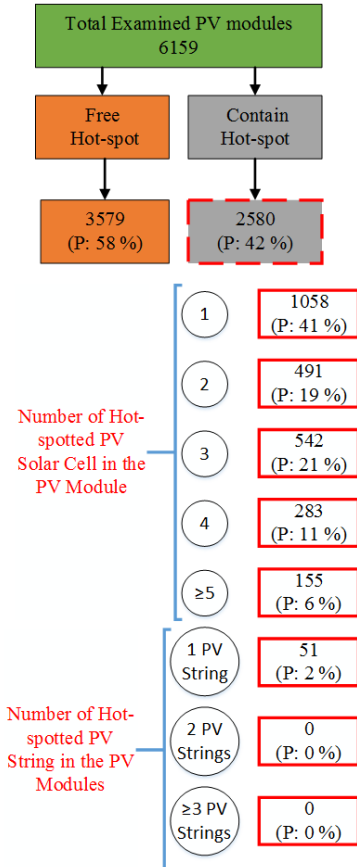 Total Examined PV modules
6159
Free
Hot-spot
Contain
Hot-spot
3579
(P: 58 %)
2580
(P: 42 %)
Number of Hot-
spotted PV
Solar Cell in the
PV Module
1
1058
(P: 41 %)
2
491
(P: 19 %)
3
542
(P: 21 %)
4
283
(P: 11 %)
≥5
155
(P: 6 %)
Number of Hot-
spotted PV
String in the PV
Modules
1 PV
String
51
(P: 2 %)
2 PV
Strings
0
(P: 0 %)
≥3 PV
Strings
0
(P: 0 %)